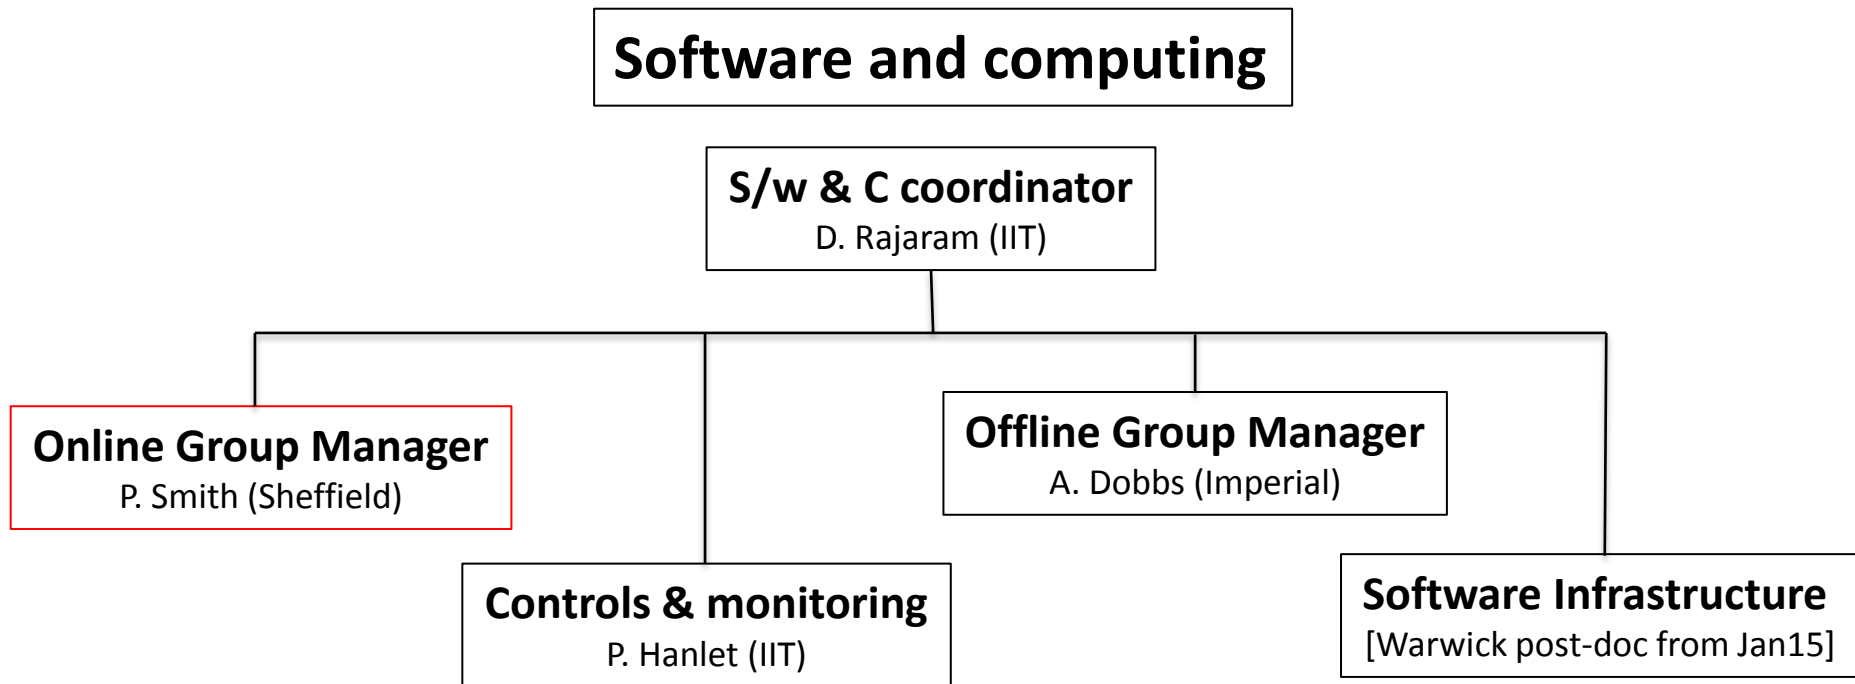 Software and computing
S/w & C coordinator
D. Rajaram (IIT)
Online Group Manager
P. Smith (Sheffield)
Offline Group Manager
A. Dobbs (Imperial)
Controls & monitoring
P. Hanlet (IIT)
Software Infrastructure
[Warwick post-doc from Jan15]